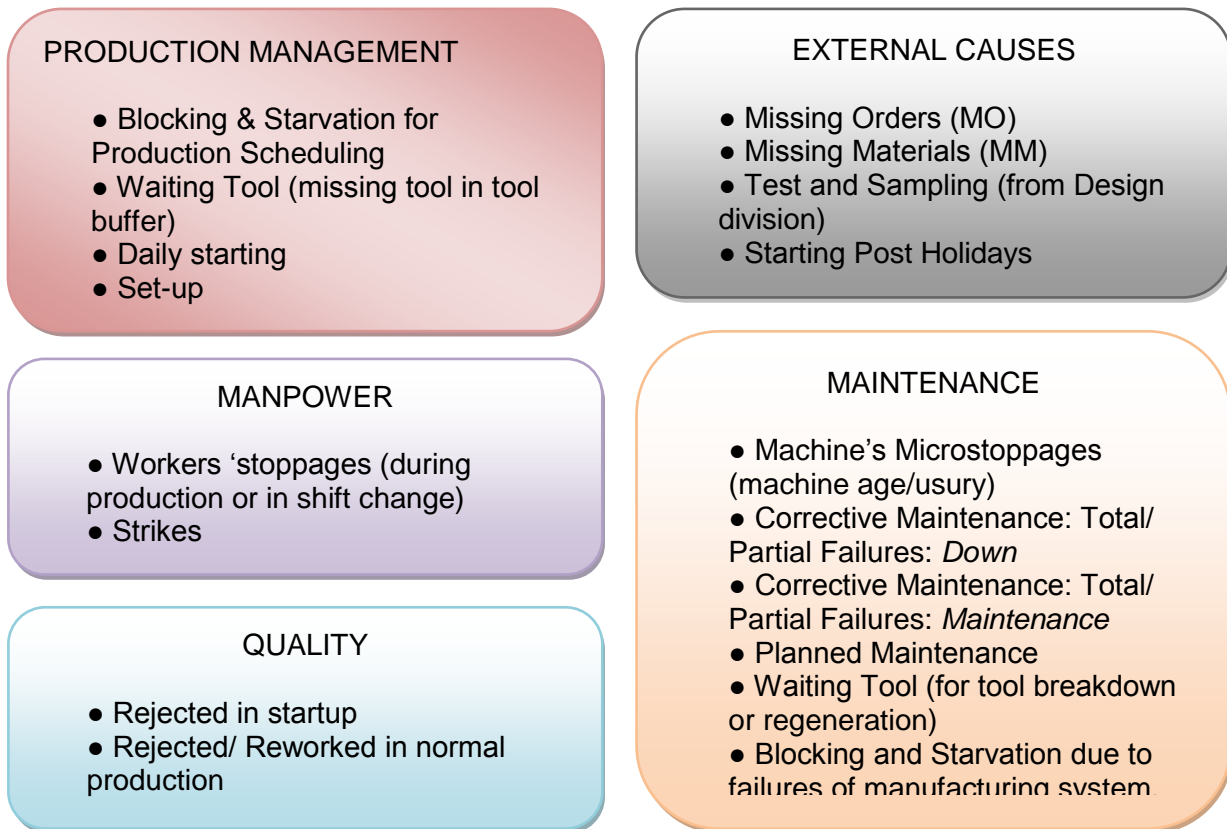 PRODUCTION MANAGEMENT
● Blocking & Starvation for
Production Scheduling
● Waiting Tool (missing tool in tool
buffer)
● Daily starting
● Set-up
EXTERNAL CAUSES
● Missing Orders (MO)
● Missing Materials (MM)
● Test and Sampling (from Design
division)
● Starting Post Holidays
MANPOWER
● Workers ‘stoppages (during
production or in shift change)
● Strikes
MAINTENANCE
● Machine’s Microstoppages
(machine age/usury)
● Corrective Maintenance: Total/
Partial Failures: Down
● Corrective Maintenance: Total/
Partial Failures: Maintenance
● Planned Maintenance
● Waiting Tool (for tool breakdown
or regeneration)
● Blocking and Starvation due to
failures of manufacturing system.
QUALITY
● Rejected in startup
● Rejected/ Reworked in normal
production